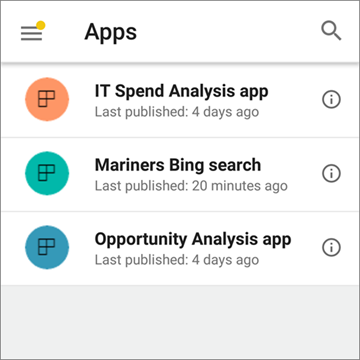 Apps
IT Spend Analysis app
Last published: 4 days ago
Mariners Bing search
Last published: 20 minutes ago
Opportunity Analysis app
Last published: 4 days ago